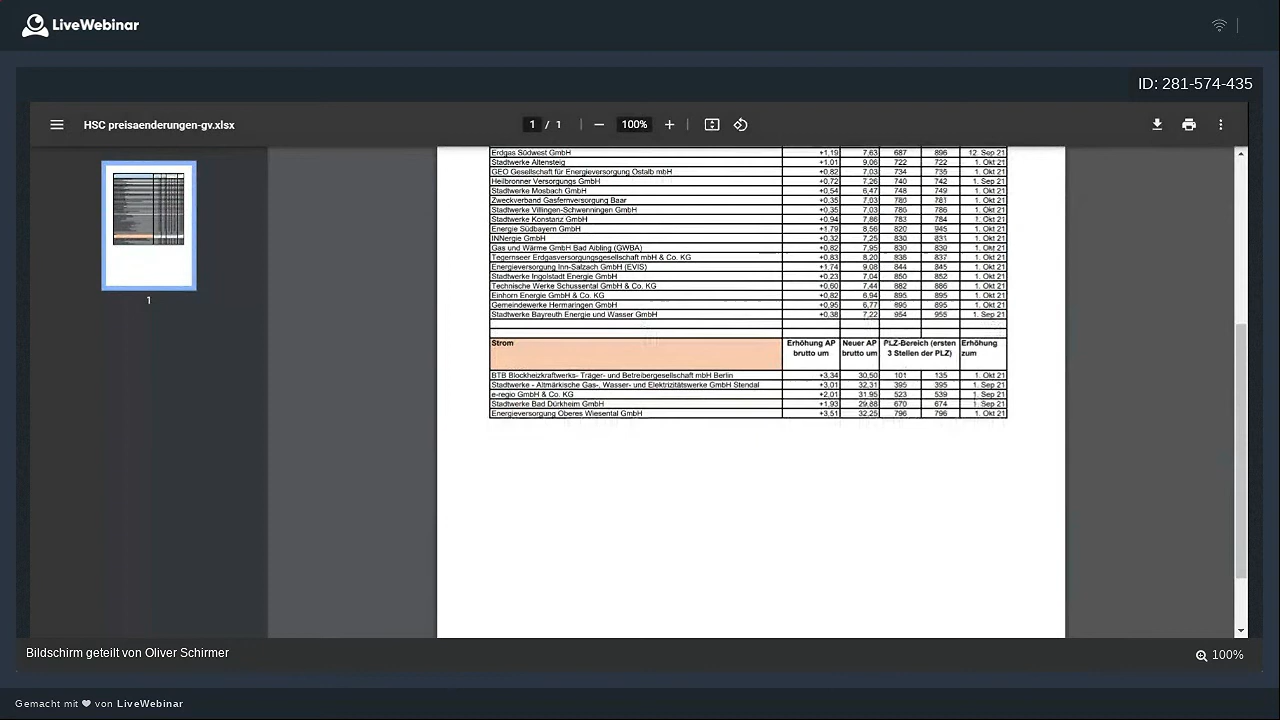 LiveWebinar
ID: 281-574-435
HSC preisaenderungen-gv.xlsx
1 / 1
100%
1
Erdgas Südwest GmbH +1,19 7,63 687 896 12. Sep 21
Stadtwerke Altensteig +1,01 9,06 722 722 1. Okt 21
GEO Gesellschaft für Energieversorgung Ostalb mbH +0,82 7,03 734 735 1. Okt 21
Heilbronner Versorgungs GmbH +0,72 7,26 740 742 1. Sep 21
Stadtwerke Mosbach GmbH +0,54 6,47 748 749 1. Okt 21
Zweckverband Gasfernversorgung Baar +0,35 7,03 780 781 1. Okt 21
Stadtwerke Villingen-Schwenningen GmbH +0,35 7,03 780 786 1. Okt 21
Stadtwerke Konstanz GmbH +0,94 7,86 783 784 1. Okt 21
Energie Südbayern GmbH +1,79 8,56 820 945 1. Okt 21
INNergie GmbH +0,32 7,25 830 831 1. Okt 21
Gas und Wärme GmbH Bad Aibling (GWBA) +0,82 7,95 830 830 1. Okt 21
Tegernseer Erdgasversorgungsgesellschaft mbH & Co. KG +0,83 8,20 836 837 1. Okt 21
Energieversorgung Inn-Salzach GmbH (EVIS) +1,74 9,08 844 845 1. Okt 21
Stadtwerke Ingolstadt Energie GmbH +0,23 7,04 850 852 1. Okt 21
Technische Werke Schussental GmbH & Co. KG +0,60 7,44 882 886 1. Okt 21
Einhorn Energie GmbH & Co. KG +0,82 6,94 895 895 1. Okt 21
Gemeindewerke Hermaringen GmbH +0,95 6,77 895 895 1. Okt 21
Stadtwerke Bayreuth Energie und Wasser GmbH +0,38 7,22 954 955 1. Sep 21
Strom Erhöhung AP Neuer AP PLZ-Bereich (ersten Erhöhung
brutto um brutto um 3 Stellen der PLZ) zum
BTB Blockheizkraftwerks- Träger- und Betreibergesellschaft mbH Berlin +3,34 30,50 101 135 1. Okt 21
Stadtwerke - Altmärkische Gas-, Wasser- und Elektrizitätswerke GmbH Stendal +3,01 32,31 395 395 1. Sep 21
e-regio GmbH & Co. KG +2,01 31,95 523 539 1. Sep 21
Stadtwerke Bad Dürkheim GmbH +1,93 29,88 670 674 1. Sep 21
Energieversorgung Oberes Wiesental GmbH +3,51 32,25 796 796 1. Okt 21
Bildschirm geteilt von Oliver Schirmer
100%
Gemacht mit von LiveWebinar